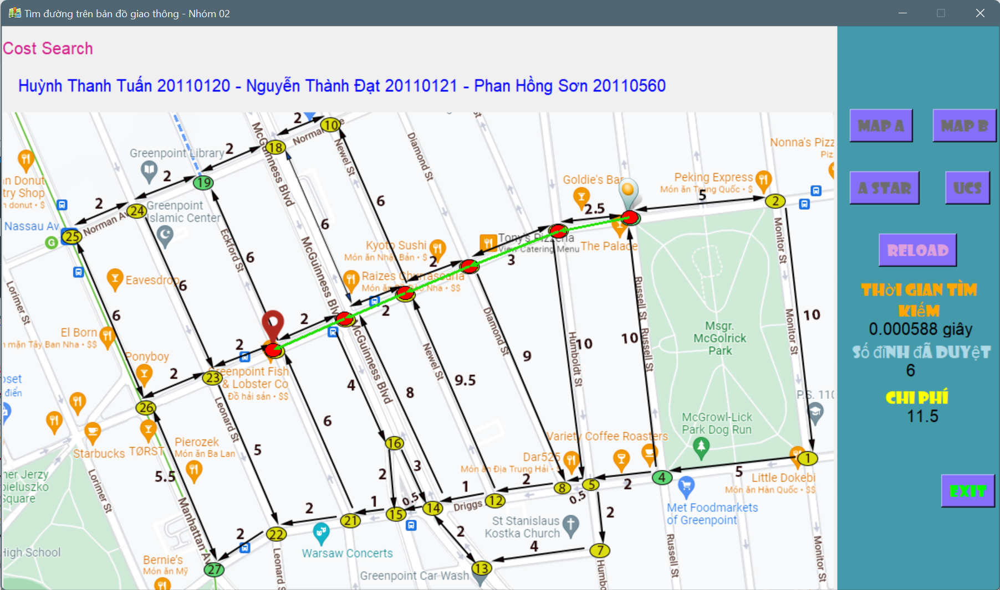 Tìm đường trên bản đồ giao thông - Nhóm 02
Cost Search
Huỳnh Thanh Tuấn 20110120 - Nguyễn Thành Đạt 20110121 - Phan Hồng Sơn 20110560
MAP A
MAP B
A STAR
UCS
RELOAD
THờI GIAN TÌM
KIẾM
0.000588 giây
Số đỉNH đÃ DUYệT
6
CHI PHÍ
11.5
EXIT
2
10
Norman
18
McGuinness Blvd
Newel St
Diamond St
St
Nonna's Pizz
Piz
Greenpoint Library
2
2
19
an Donut
try Shop
donut • $
2
24
Greenpoint
Islamic Center
Norman Av
Nassau Av
25
G
6
6
Goldie's Bar
2.5
Peking Express
Món ăn Trung Quốc • $
5
2
Eckford St
6
McGuinness Blv
Kyoto Sushi
Món ăn Nhật Bản • $
2
Tony's Pizzeria
View Catering Menu
The Palace
3
Monitor St
Raizes Churrascaria
Món ăn Bồ Đào Nha • $$
Eavesdrop
6
Lorimer St
6
2
2
Diamond St
Russell St
Humboldt St
10
10
Russell St
Msgr.
McGolrick
Park
Monitor St
10
El Born
mặn Tây Ban Nha • $$
Ponyboy
2
2
23
Greenpoint Fish
& Lobster Co
Đồ hải sản • $$
McGuinness Blvd
4
8
Newel St
9.5
9
oset
điển
26
Leonard St
6
P.S. 110
McGrowl-Lick
Park Dog Run
Starbucks
TØRST
Pierozek
Món ăn Ba Lan
5
16
2
3
Variety Coffee Roasters
Dar525
Món ăn Địa Trung Hải •
1
Little Dokebi
Món ăn Hàn Quốc • $$
5
4
2
5
0.5
8
2
12
1
Driggs
14
0.5
15
1
21
2
22
5.5
Lorimer St
Manhattan Av
her Jerzy
pieluszko
Square
Met Foodmarkets
of Greenpoint
St Stanislaus
Kostka Church
2
2
4
7
13
2
27
Warsaw Concerts
High School
Bernie's
Món ăn Mỹ
Leonard S
Greenpoint Car Wash
Humbo
Russell St
Monitor St